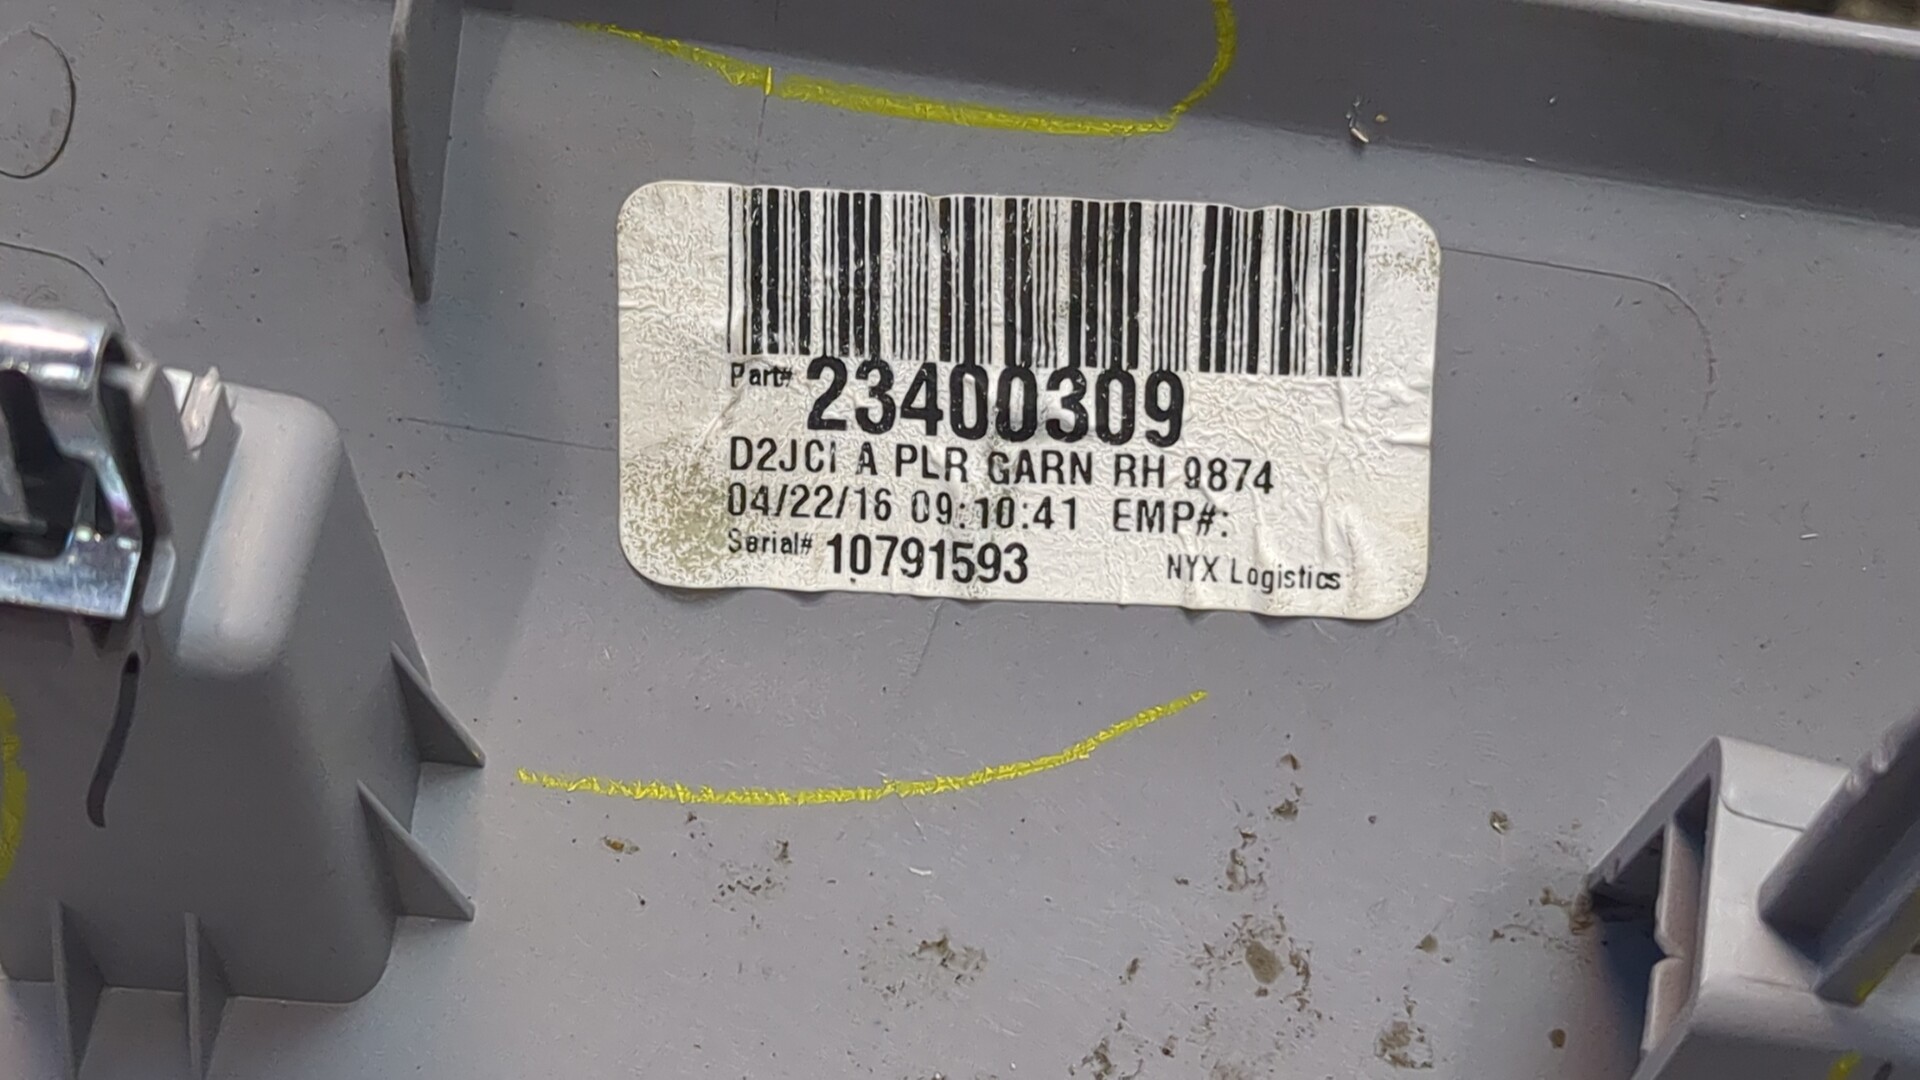 Part# 23400309
D2JCI A PLR GARN RH 9874
04/22/16 09:10:41 EMP#:
Serial# 10791593 NYX Logistics